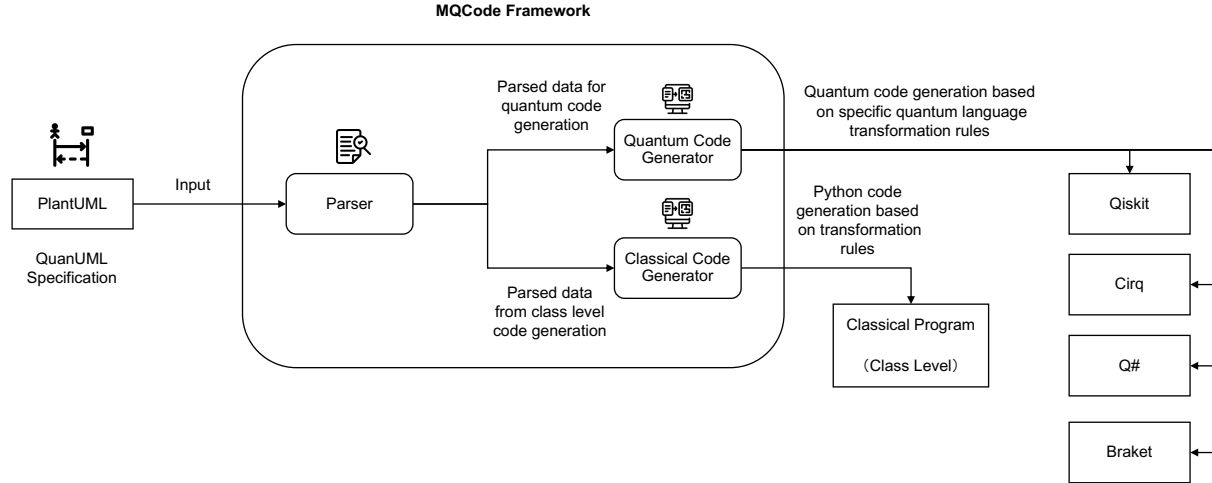 MQCode Framework
PlantUML
QuanUML
Specification
Input
Parser
Parsed data for
quantum code
generation
Quantum Code
Generator
Parsed data
from class level
code generation
Classical Code
Generator
Quantum code generation based
on specific quantum language
transformation rules
Python code
generation based
on transformation
rules
Classical Program
（Class Level）
Qiskit
Cirq
Q#
Braket